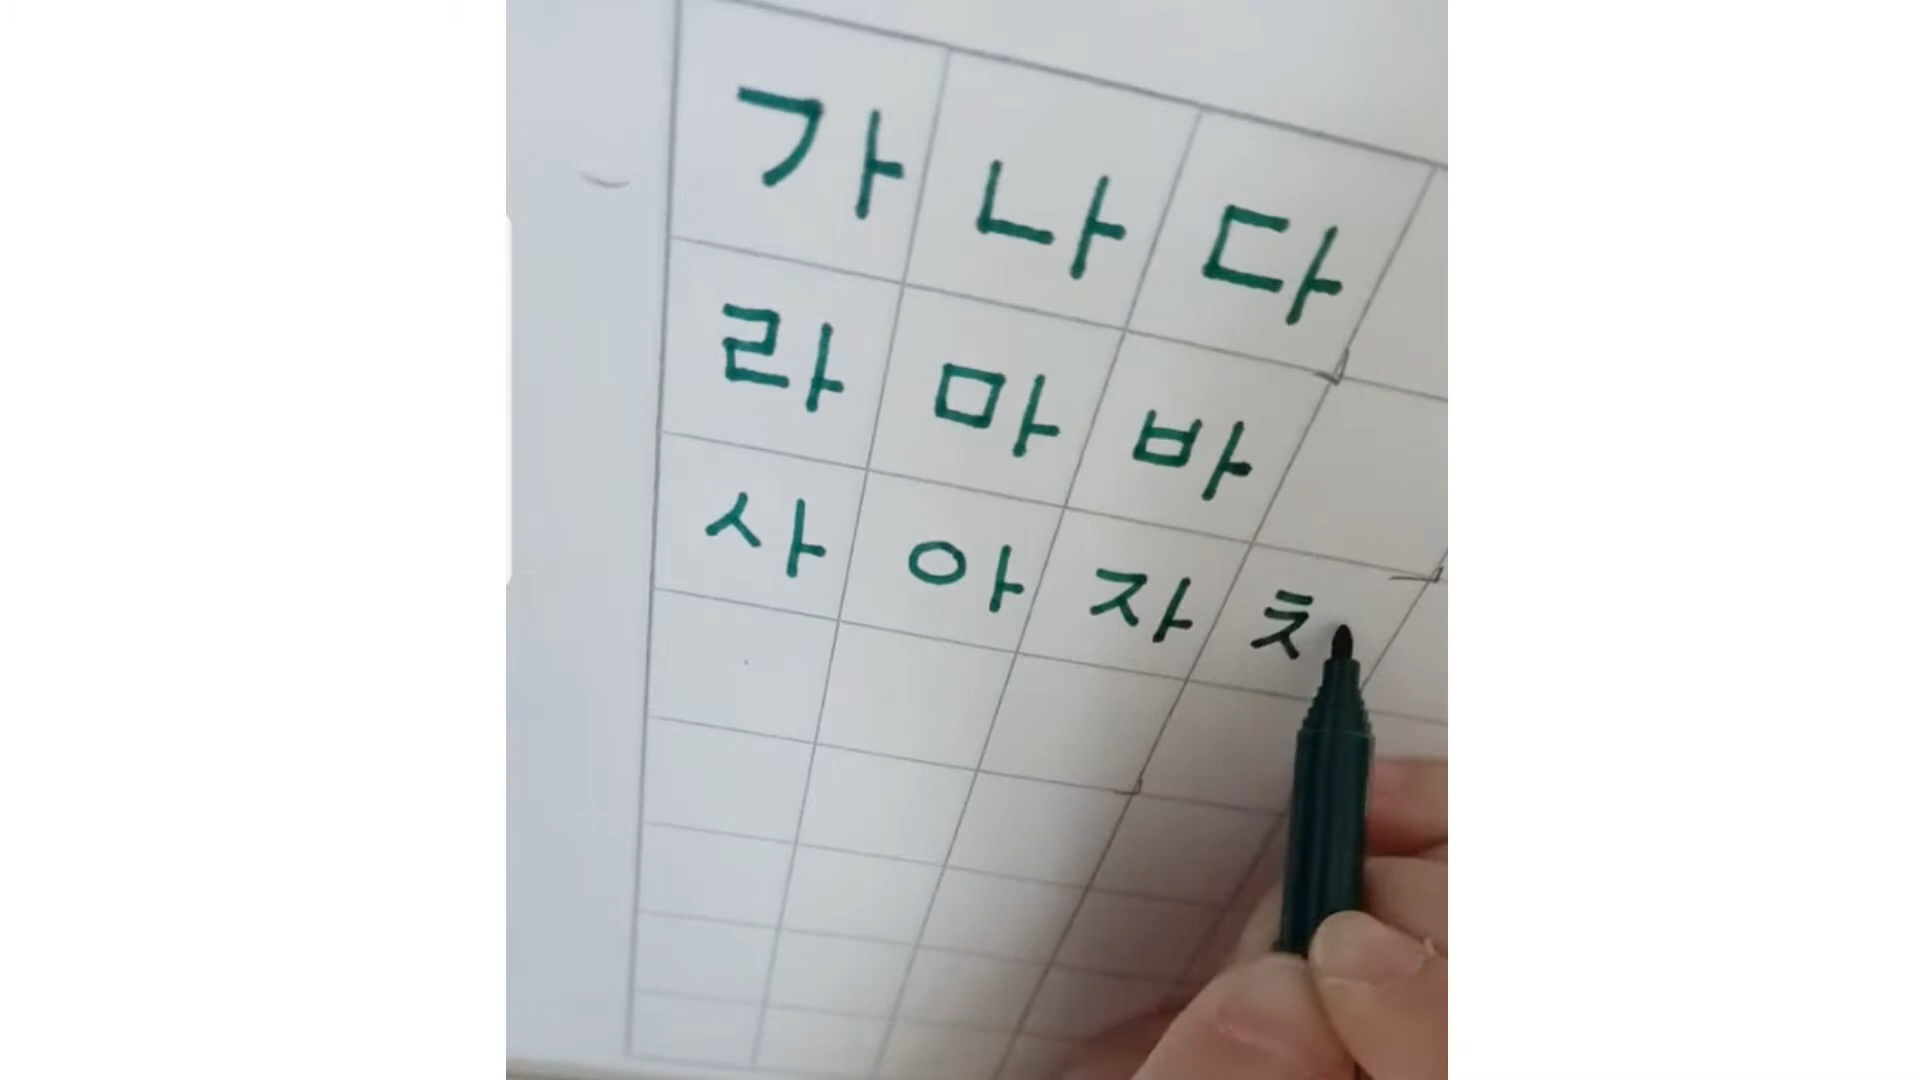 가 나 다
라 마 바
사 아 자 ㅊ